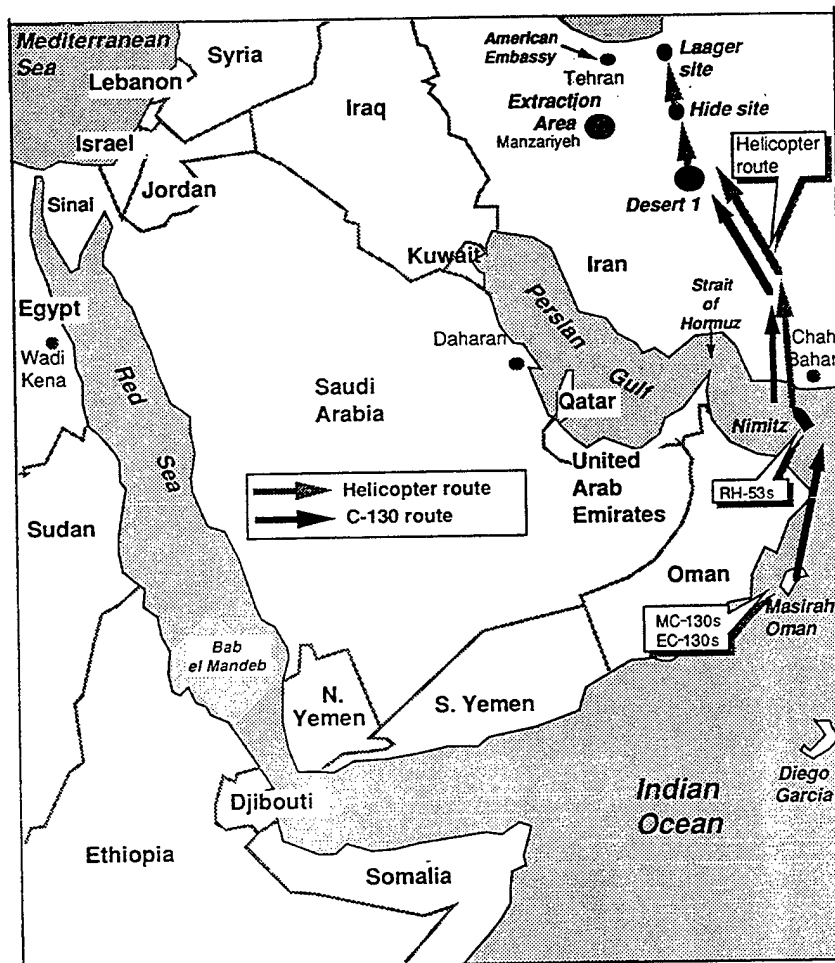 Mediterranean
Sea
Syria
Lebanon
Israel
Jordan
Sinai
Iraq
American
Embassy
Tehran
Extraction
Area
Manzariyeh
Laager
site
Hide site
Helicopter
route
Desert 1
Kuwait
Iran
Strait
of
Hormuz
Chah
Bahar
Egypt
Wadi
Kena
Red
Sea
Daharan
Persian
Gulf
Qatar
Nimitz
Saudi
Arabia
United
Arab
Emirates
RH-53s
Helicopter route
C-130 route
Sudan
Oman
MC-130s
EC-130s
Masirah
Oman
Bab
el Mandeb
N.
Yemen
S. Yemen
Djibouti
Ethiopia
Somalia
Indian
Ocean
Diego
Garcia